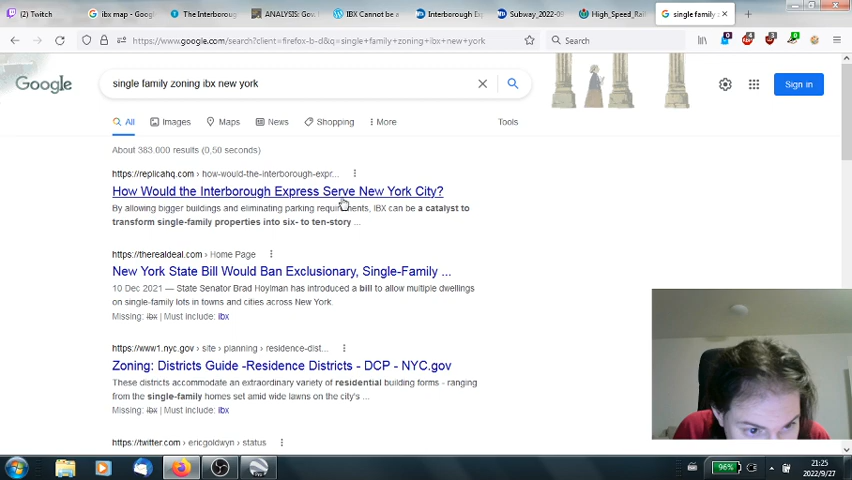 Twitch
ibx map - Google
The Interboroug
ANALYSIS: Gov.
IBX Cannot be a
Interborough Ex
Subway_2022-09
High_Speed_Rai
single family
https://www.google.com/search?client=firefox-b-d&q=single+family+zoning+ibx+new+york
Search
Google
single family zoning ibx new york
Sign in
All
Images
Maps
News
Shopping
More
Tools
About 383.000 results (0,50 seconds)
https://replicahq.com › how-would-the-interborough-expr...
How Would the Interborough Express Serve New York City?
By allowing bigger buildings and eliminating parking requirements, IBX can be a catalyst to
transform single-family properties into six- to ten-story ...
https://therealdeal.com › Home Page
New York State Bill Would Ban Exclusionary, Single-Family ...
10 Dec 2021 — State Senator Brad Hoylman has introduced a bill to allow multiple dwellings
on single-family lots in towns and cities across New York.
Missing: ibx | Must include: ibx
https://www1.nyc.gov › site › planning › residence-dist...
Zoning: Districts Guide -Residence Districts - DCP - NYC.gov
These districts accommodate an extraordinary variety of residential building forms - ranging
from the single-family homes set amid wide lawns on the city's ...
Missing: ibx | Must include: ibx
https://twitter.com › ericgoldwyn › status
96%
21:25
2022/9/27